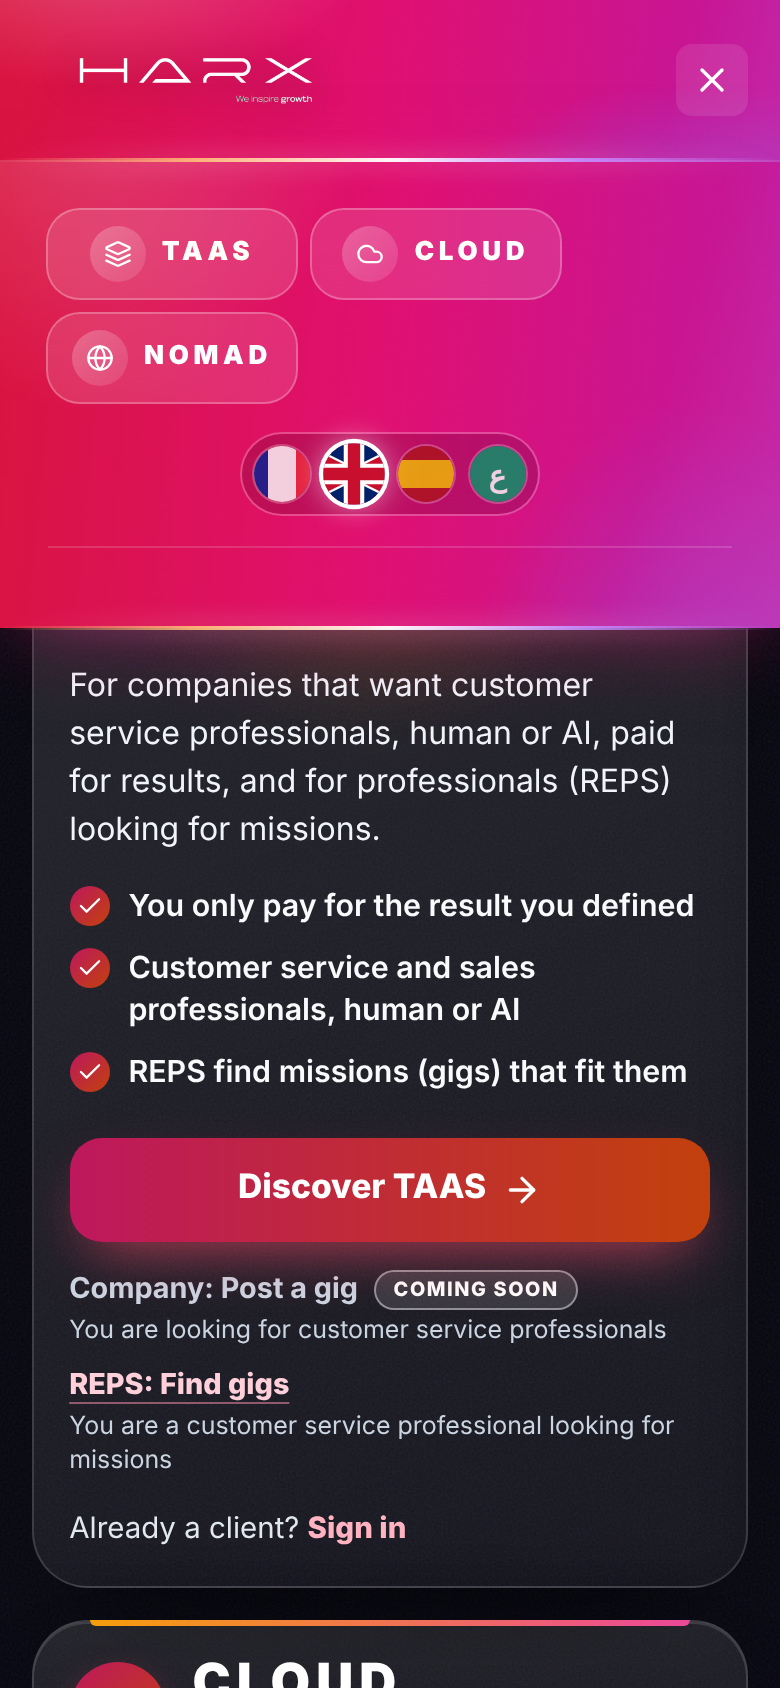 HARX
We inspire growth
TAAS
CLOUD
NOMAD
ع
For companies that want customer
service professionals, human or AI, paid
for results, and for professionals (REPS)
looking for missions.
You only pay for the result you defined
Customer service and sales
professionals, human or AI
REPS find missions (gigs) that fit them
Discover TAAS →
Company: Post a gig COMING SOON
You are looking for customer service professionals
REPS: Find gigs
You are a customer service professional looking for
missions
Already a client? Sign in
CLOUD